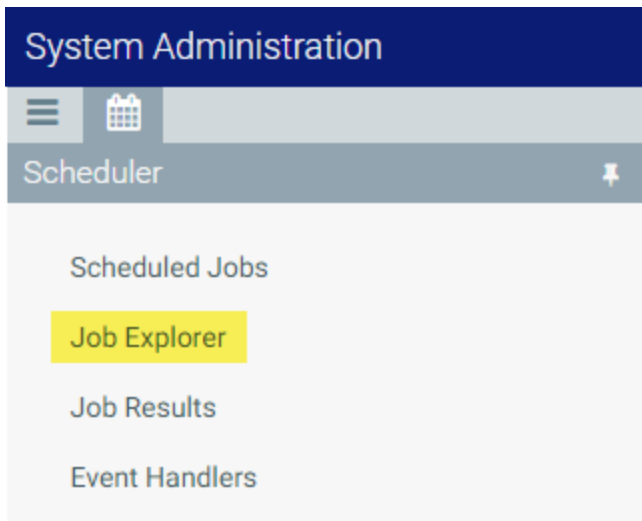 System Administration
Scheduler
Scheduled Jobs
Job Explorer
Job Results
Event Handlers